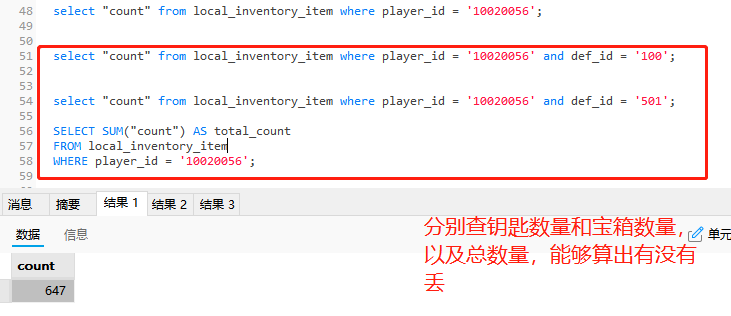 48 select "count" from local_inventory_item where player_id = '10020056';
49
50
51 select "count" from local_inventory_item where player_id = '10020056' and def_id = '100';
52
53
54 select "count" from local_inventory_item where player_id = '10020056' and def_id = '501';
55
56 SELECT SUM("count") AS total_count
57 FROM local_inventory_item
58 WHERE player_id = '10020056';
59
消息 摘要 结果 1 结果 2 结果 3
数据 信息 单元
count
647
分别查钥匙数量和宝箱数量，
以及总数量，能够算出有没有
丢